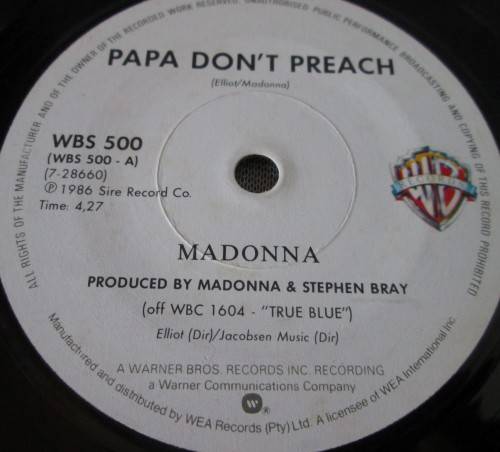 ALL RIGHTS OF THE MANUFACTURER AND OF THE OWNER OF THE RECORDED WORK RESERVED. UNAUTHORISED PUBLIC PERFORMANCE BROADCASTING AND COPYING OF THIS RECORD PROHIBITED
PAPA DON'T PREACH
(Elliot/Madonna)
WBS 500
(WBS 500 - A)
(7-28660)
℗ 1986 Sire Record Co.
Time: 4,27
WB
RECORDS
MADONNA
PRODUCED BY MADONNA & STEPHEN BRAY
(off WBC 1604 - "TRUE BLUE")
Elliot (Dir)/Jacobsen Music (Dir)
A WARNER BROS. RECORDS INC. RECORDING
a Warner Communications Company
Manufactured and distributed by WEA Records (Pty) Ltd. A licensee of WEA International Inc